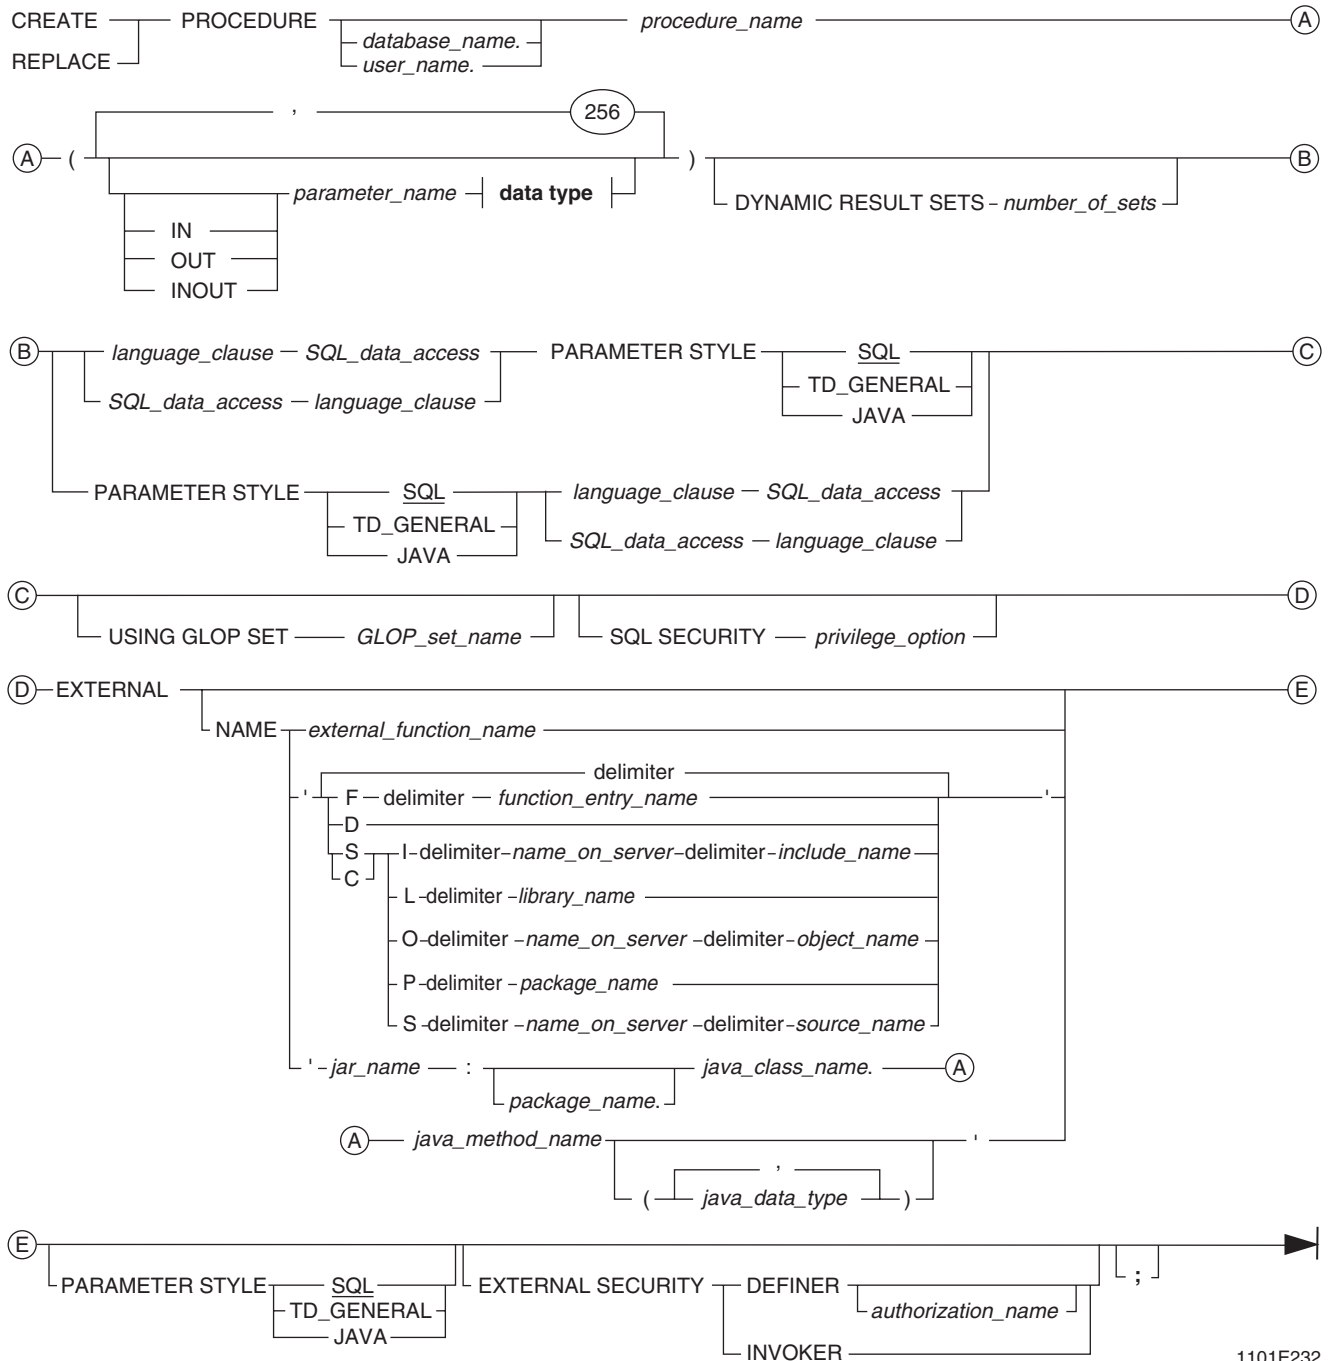 CREATE PROCEDURE procedure_name A
database_name.
REPLACE user_name.
, 256
A ( ) B
parameter_name data type DYNAMIC RESULT SETS number_of_sets
IN
OUT
INOUT
B language_clause SQL_data_access PARAMETER STYLE SQL C
SQL_data_access language_clause TD_GENERAL
JAVA
PARAMETER STYLE SQL language_clause SQL_data_access
TD_GENERAL SQL_data_access language_clause
JAVA
C D
USING GLOP SET GLOP_set_name SQL SECURITY privilege_option
D EXTERNAL E
NAME external_function_name
delimiter
' F delimiter function_entry_name '
D
S I-delimiter-name_on_server-delimiter-include_name
C
L-delimiter-library_name
O-delimiter-name_on_server-delimiter-object_name
P-delimiter-package_name
S-delimiter-name_on_server-delimiter-source_name
' jar_name : java_class_name. A
package_name.
A java_method_name '
,
( java_data_type )
E
PARAMETER STYLE SQL EXTERNAL SECURITY DEFINER ;
TD_GENERAL authorization_name
JAVA
INVOKER
1101F232